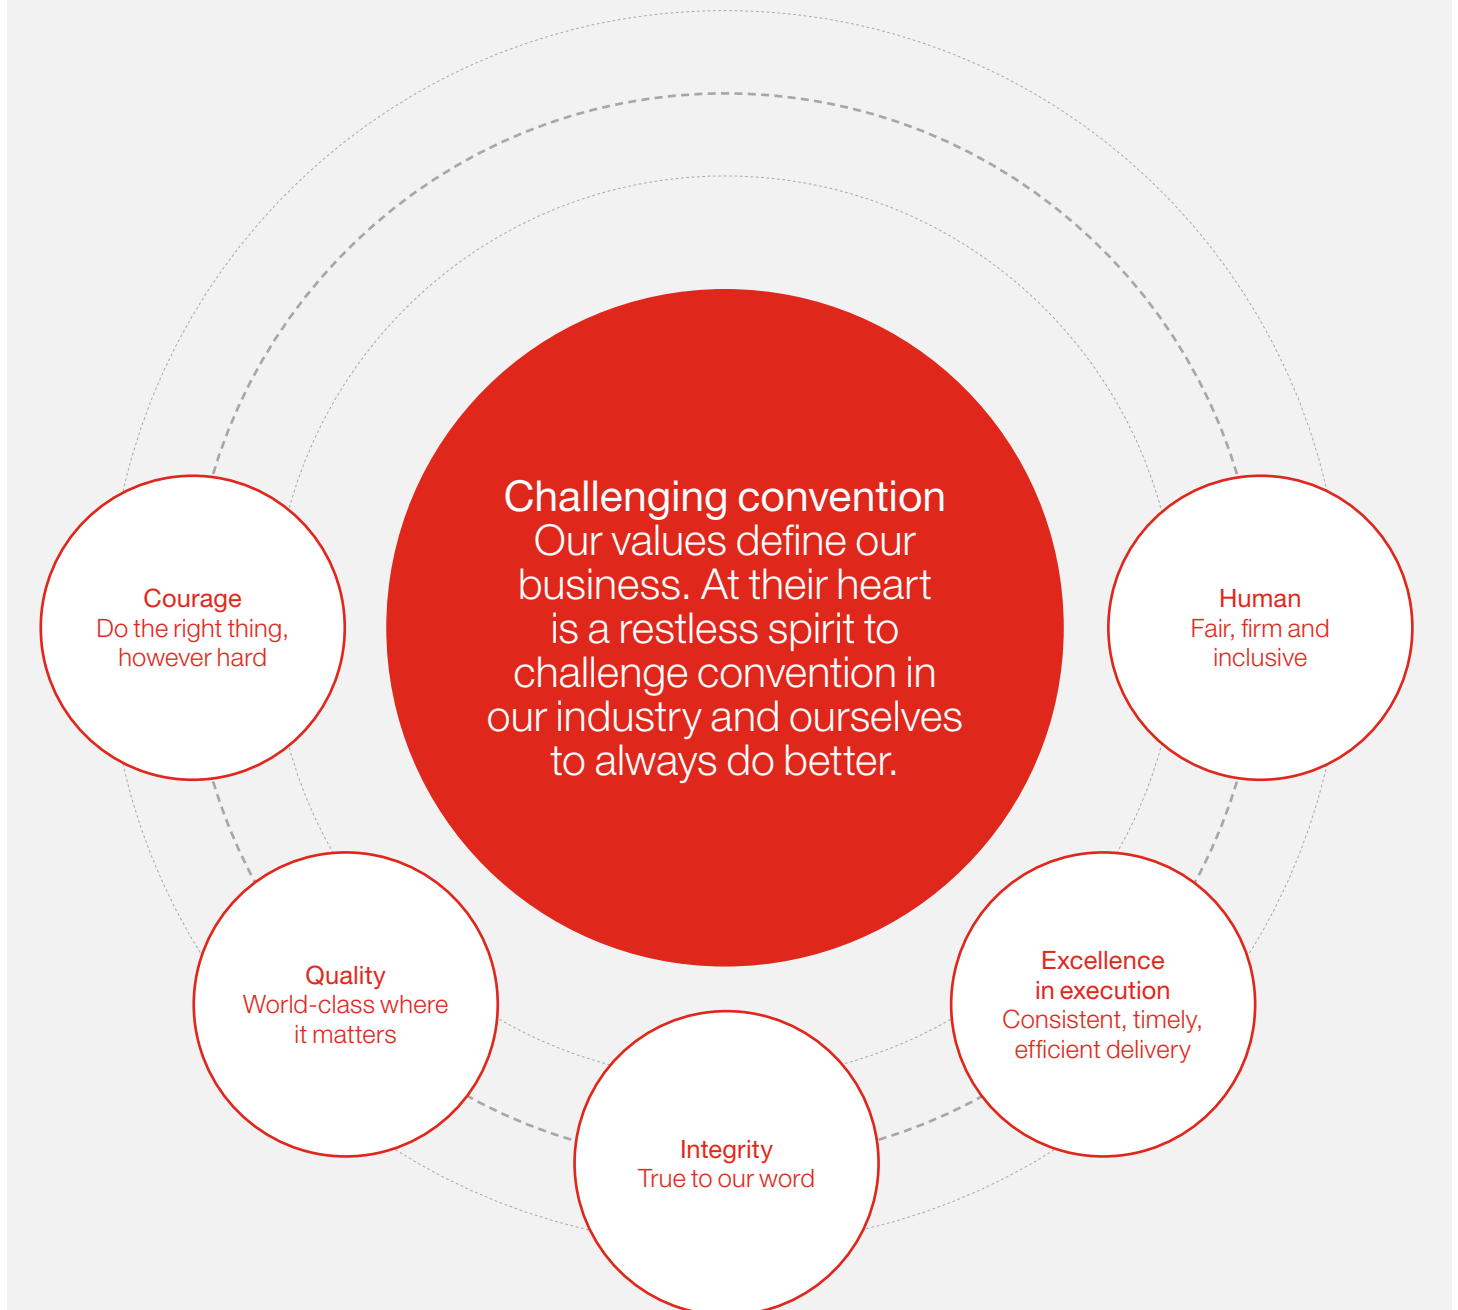 Challenging convention
Our values define our
business. At their heart
is a restless spirit to
challenge convention in
our industry and ourselves
to always do better.
Courage
Do the right thing,
however hard
Human
Fair, firm and
inclusive
Quality
World-class where
it matters
Excellence
in execution
Consistent, timely,
efficient delivery
Integrity
True to our word